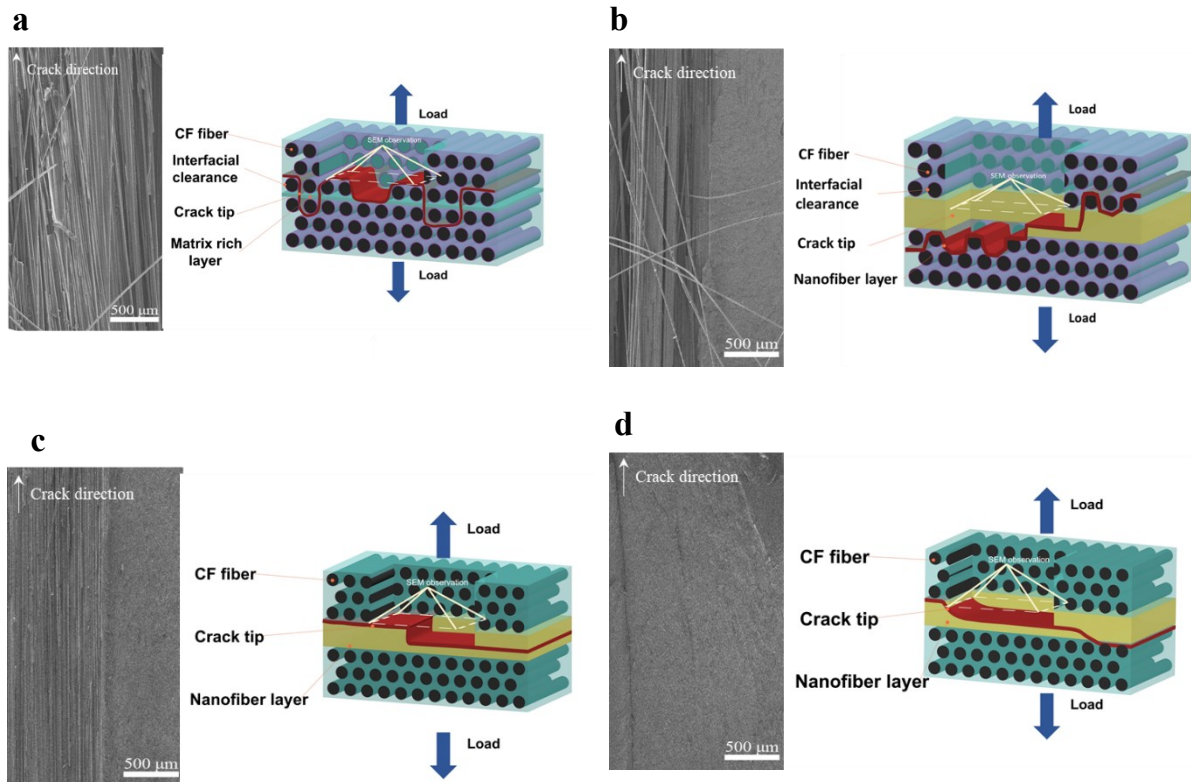 a
Crack direction
500 μm
Load
CF fiber
SEM observation
Interfacial
clearance
Crack tip
Matrix rich
layer
Load
b
Crack direction
500 μm
Load
CF fiber
SEM observation
Interfacial
clearance
Crack tip
Nanofiber layer
Load
c
Crack direction
500 μm
Load
CF fiber
SEM observation
Crack tip
Nanofiber layer
Load
d
Crack direction
500 μm
Load
CF fiber
SEM observation
Crack tip
Nanofiber layer
Load